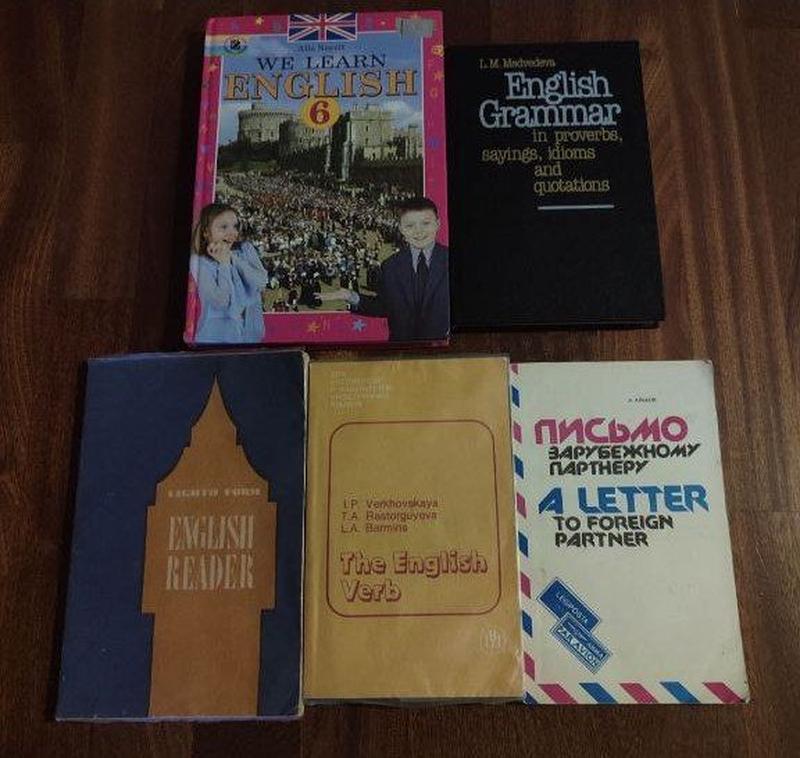 Alla Nesvit
WE LEARN
ENGLISH
6
L. M. Medvedeva
English
Grammar
in proverbs,
sayings, idioms
and
quotations
EIGHTH FORM
ENGLISH
READER
I.P. Verkhovskaya
T.A. Rastorguyeva
L.A. Barmina
The English
Verb
ПИСЬМО
ЗАРУБЕЖНОМУ
ПАРТНЕРУ
A LETTER
TO FOREIGN
PARTNER
PAR AVION